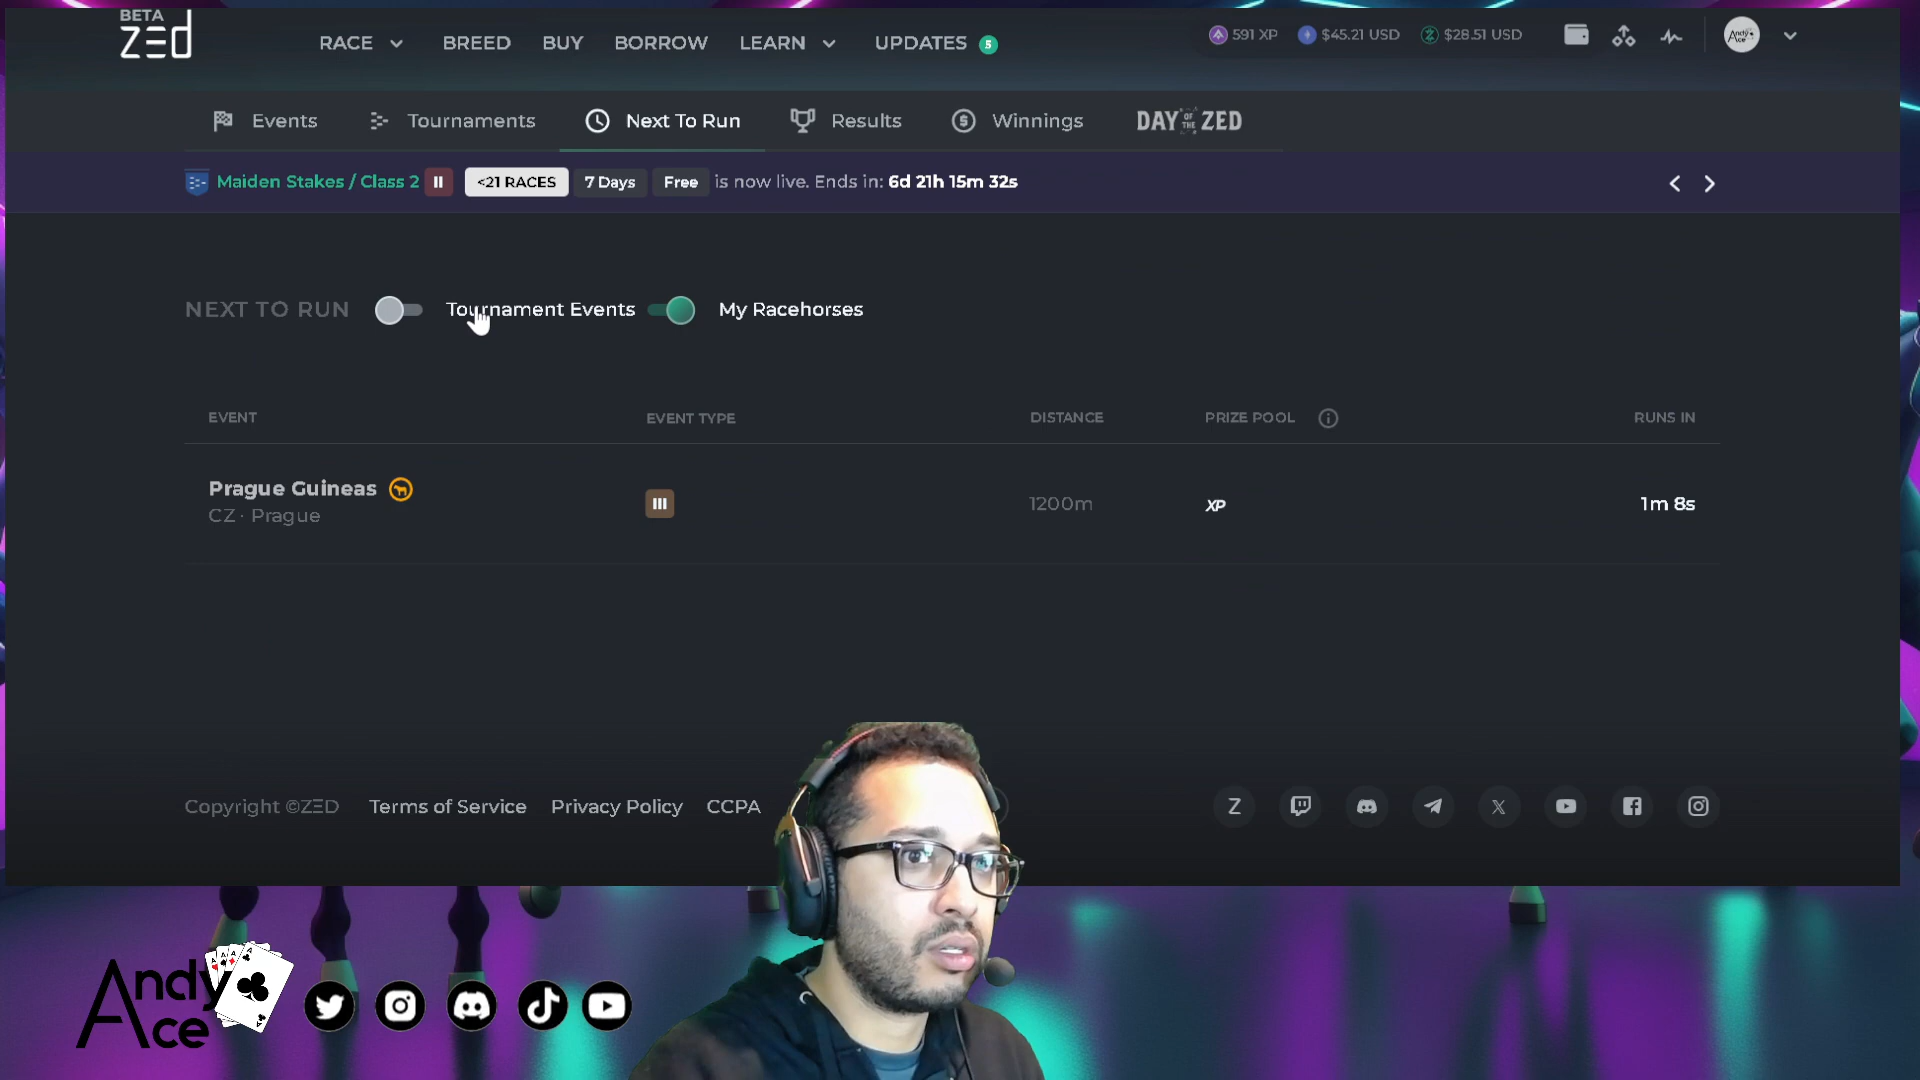 BETA
ZED
RACE BREED BUY BORROW LEARN UPDATES 5
591 XP $45.21 USD $28.51 USD
Andy Ace
Events Tournaments Next To Run Results Winnings DAY OF THE ZED
Maiden Stakes / Class 2 II <21 RACES 7 Days Free is now live. Ends in: 6d 21h 15m 32s
NEXT TO RUN Tournament Events My Racehorses
EVENT EVENT TYPE DISTANCE PRIZE POOL RUNS IN
Prague Guineas
CZ · Prague
III 1200m XP 1m 8s
Copyright ©ZED Terms of Service Privacy Policy CCPA
Z
Andy
Ace
A A A A